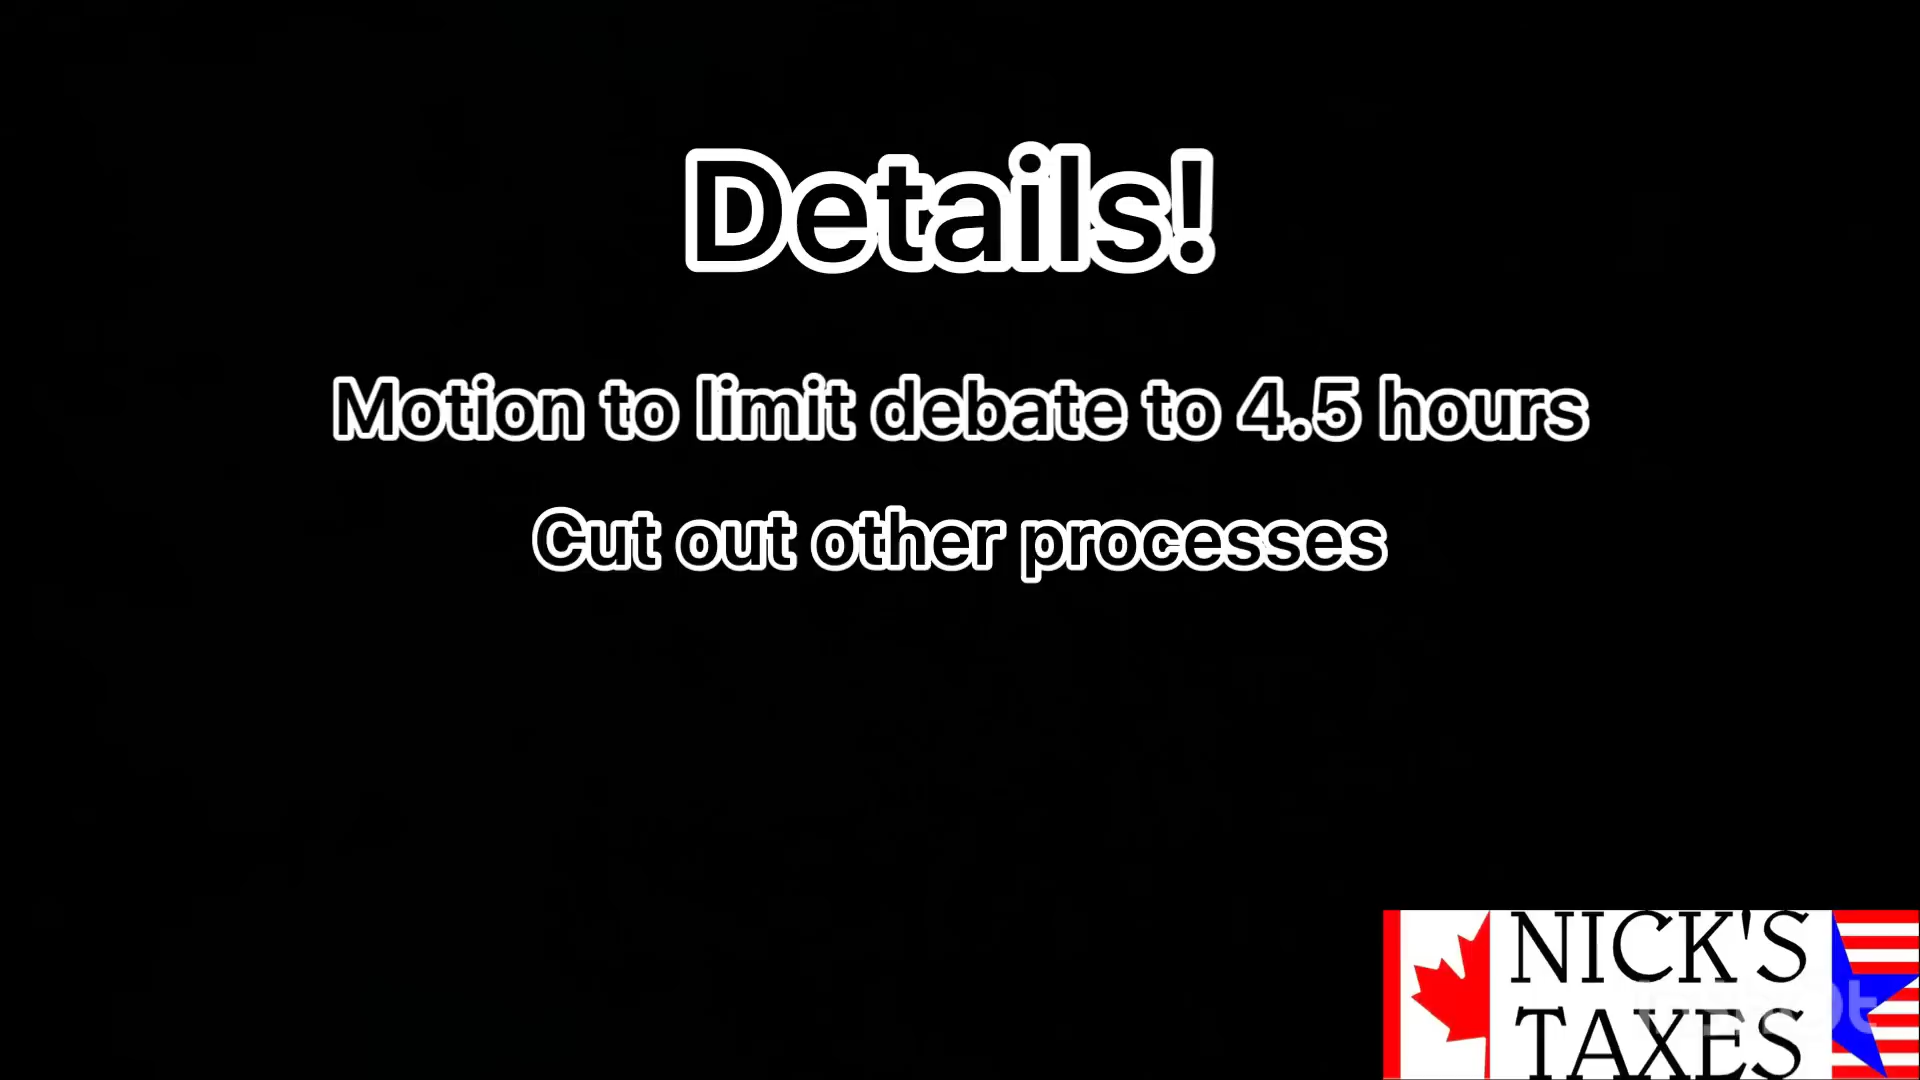 Details!
Motion to limit debate to 4.5 hours
Cut out other processes
NICK'S
TAXES